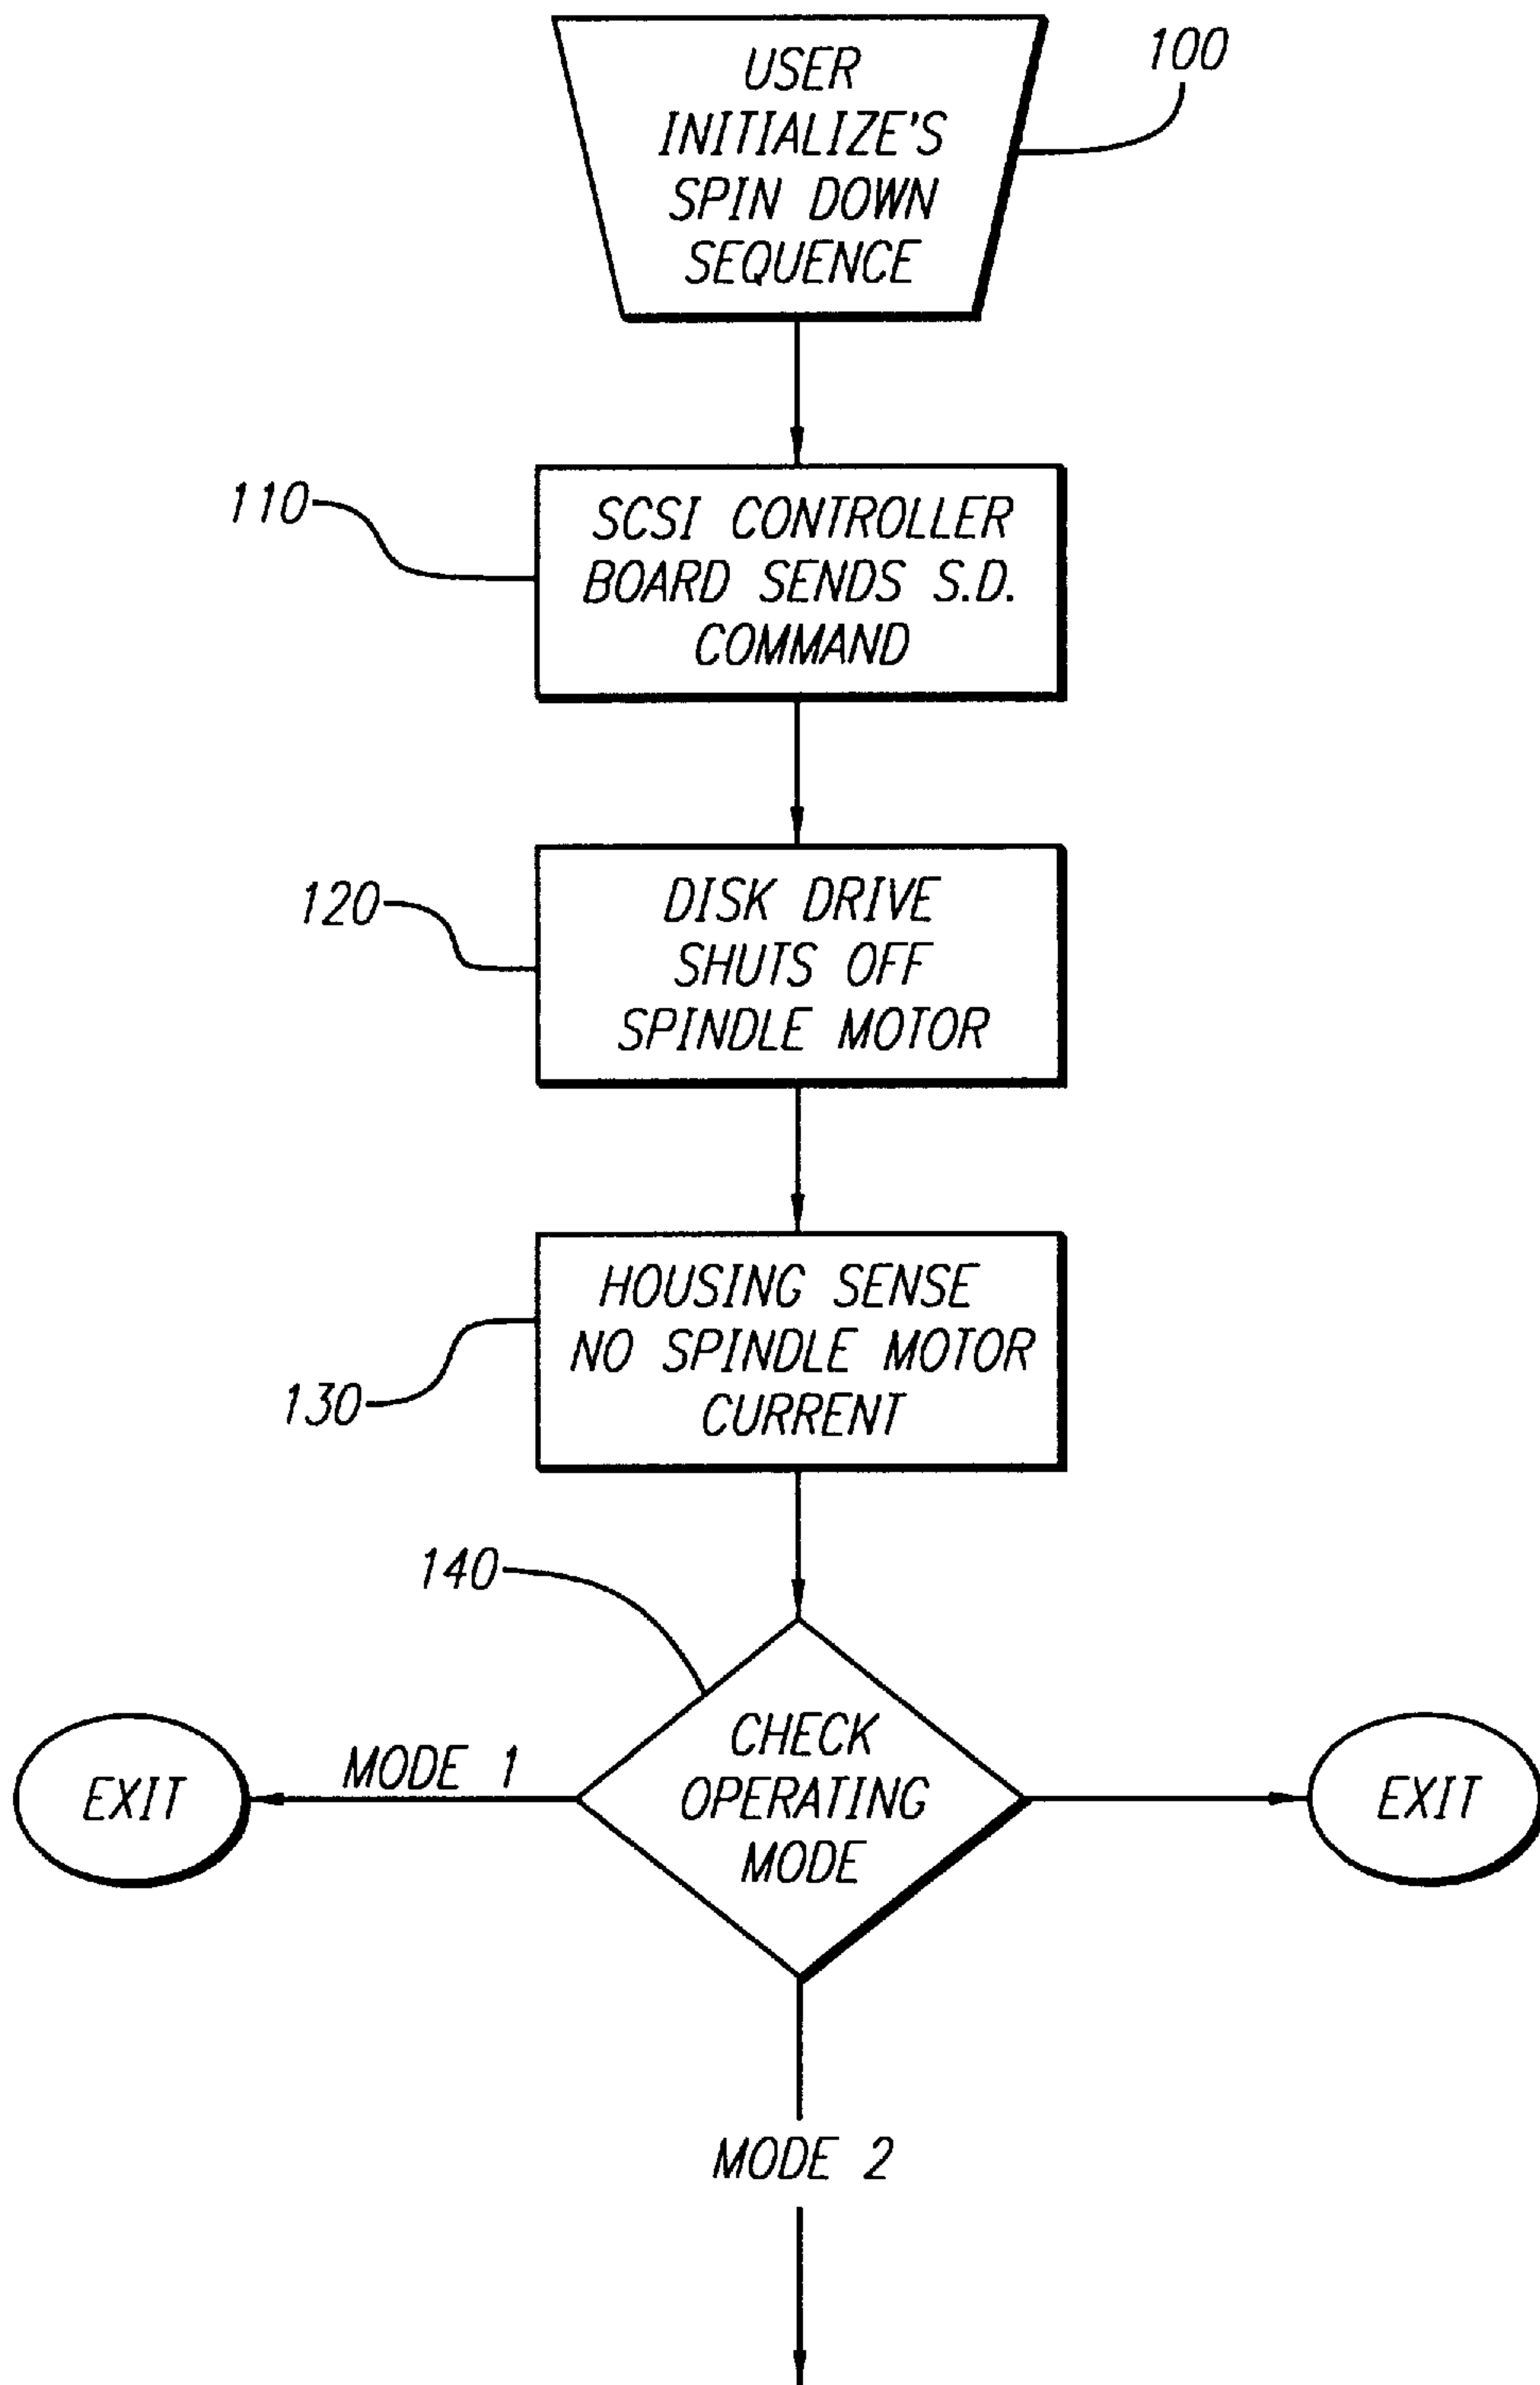 USER
INITIALIZE'S
SPIN DOWN
SEQUENCE
100
110
SCSI CONTROLLER
BOARD SENDS S.D.
COMMAND
120
DISK DRIVE
SHUTS OFF
SPINDLE MOTOR
130
HOUSING SENSE
NO SPINDLE MOTOR
CURRENT
140
CHECK
OPERATING
MODE
MODE 1
EXIT
EXIT
MODE 2